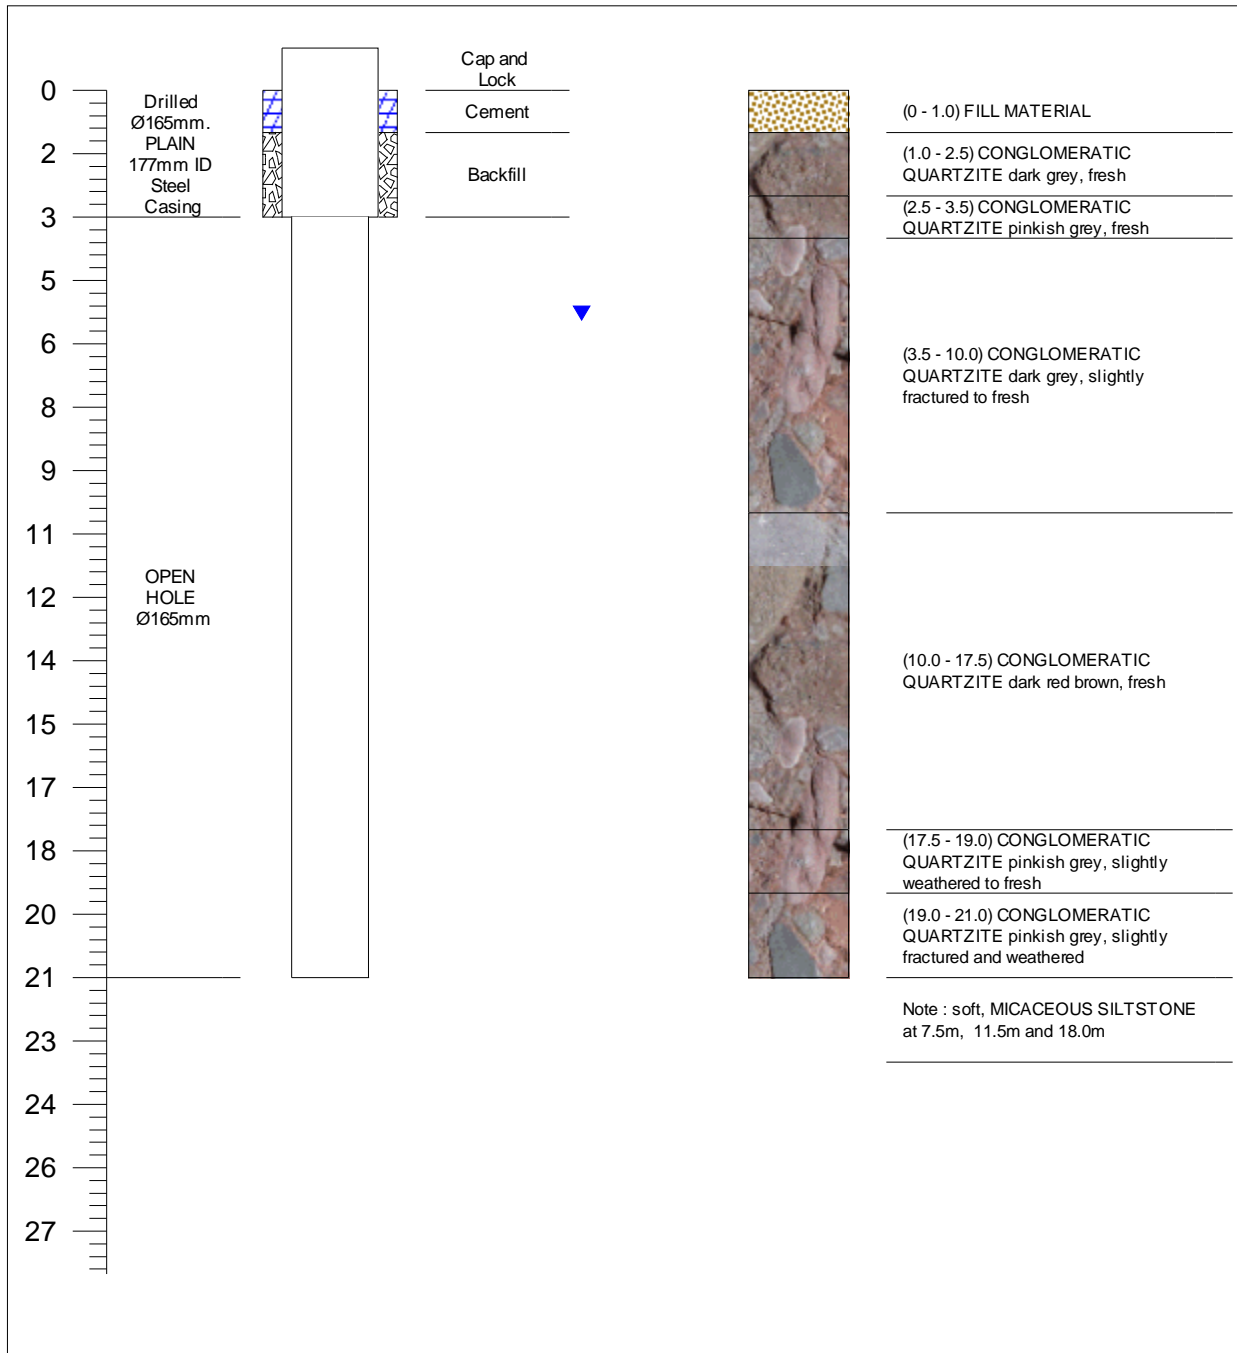 Cap and
Lock
Cement
Backfill
Drilled
Ø165mm.
PLAIN
177mm ID
Steel
Casing
OPEN
HOLE
Ø165mm
0
2
3
5
6
8
9
11
12
14
15
17
18
20
21
23
24
26
27
(0 - 1.0) FILL MATERIAL
(1.0 - 2.5) CONGLOMERATIC
QUARTZITE dark grey, fresh
(2.5 - 3.5) CONGLOMERATIC
QUARTZITE pinkish grey, fresh
(3.5 - 10.0) CONGLOMERATIC
QUARTZITE dark grey, slightly
fractured to fresh
(10.0 - 17.5) CONGLOMERATIC
QUARTZITE dark red brown, fresh
(17.5 - 19.0) CONGLOMERATIC
QUARTZITE pinkish grey, slightly
weathered to fresh
(19.0 - 21.0) CONGLOMERATIC
QUARTZITE pinkish grey, slightly
fractured and weathered
Note : soft, MICACEOUS SILTSTONE
at 7.5m, 11.5m and 18.0m